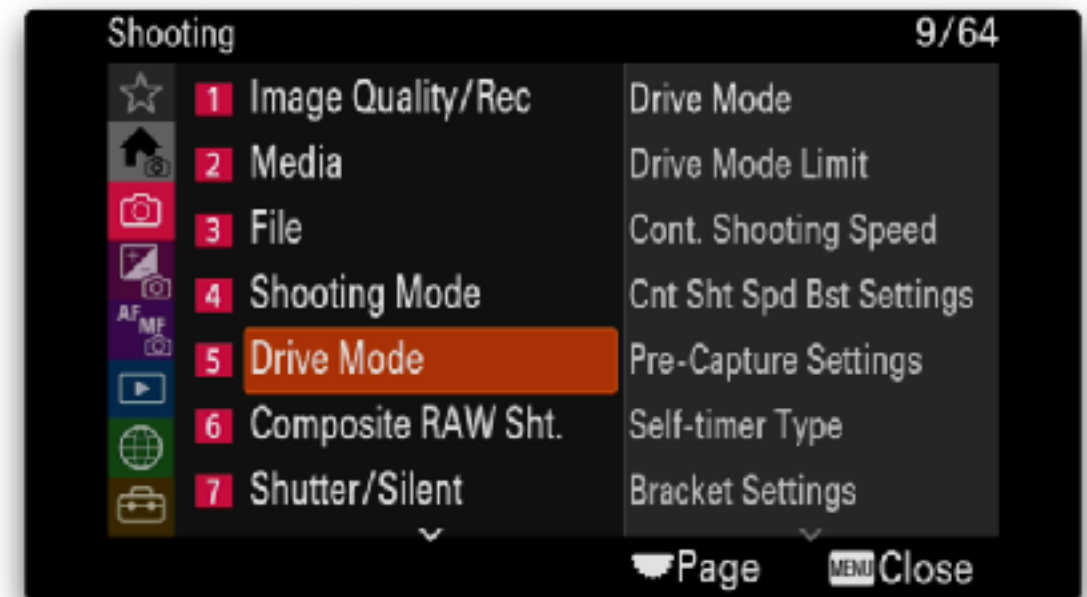 Shooting 9/64
1 Image Quality/Rec
2 Media
3 File
4 Shooting Mode
AF MF
5 Drive Mode
6 Composite RAW Sht.
7 Shutter/Silent
Drive Mode
Drive Mode Limit
Cont. Shooting Speed
Cnt Sht Spd Bst Settings
Pre-Capture Settings
Self-timer Type
Bracket Settings
Page MENU Close